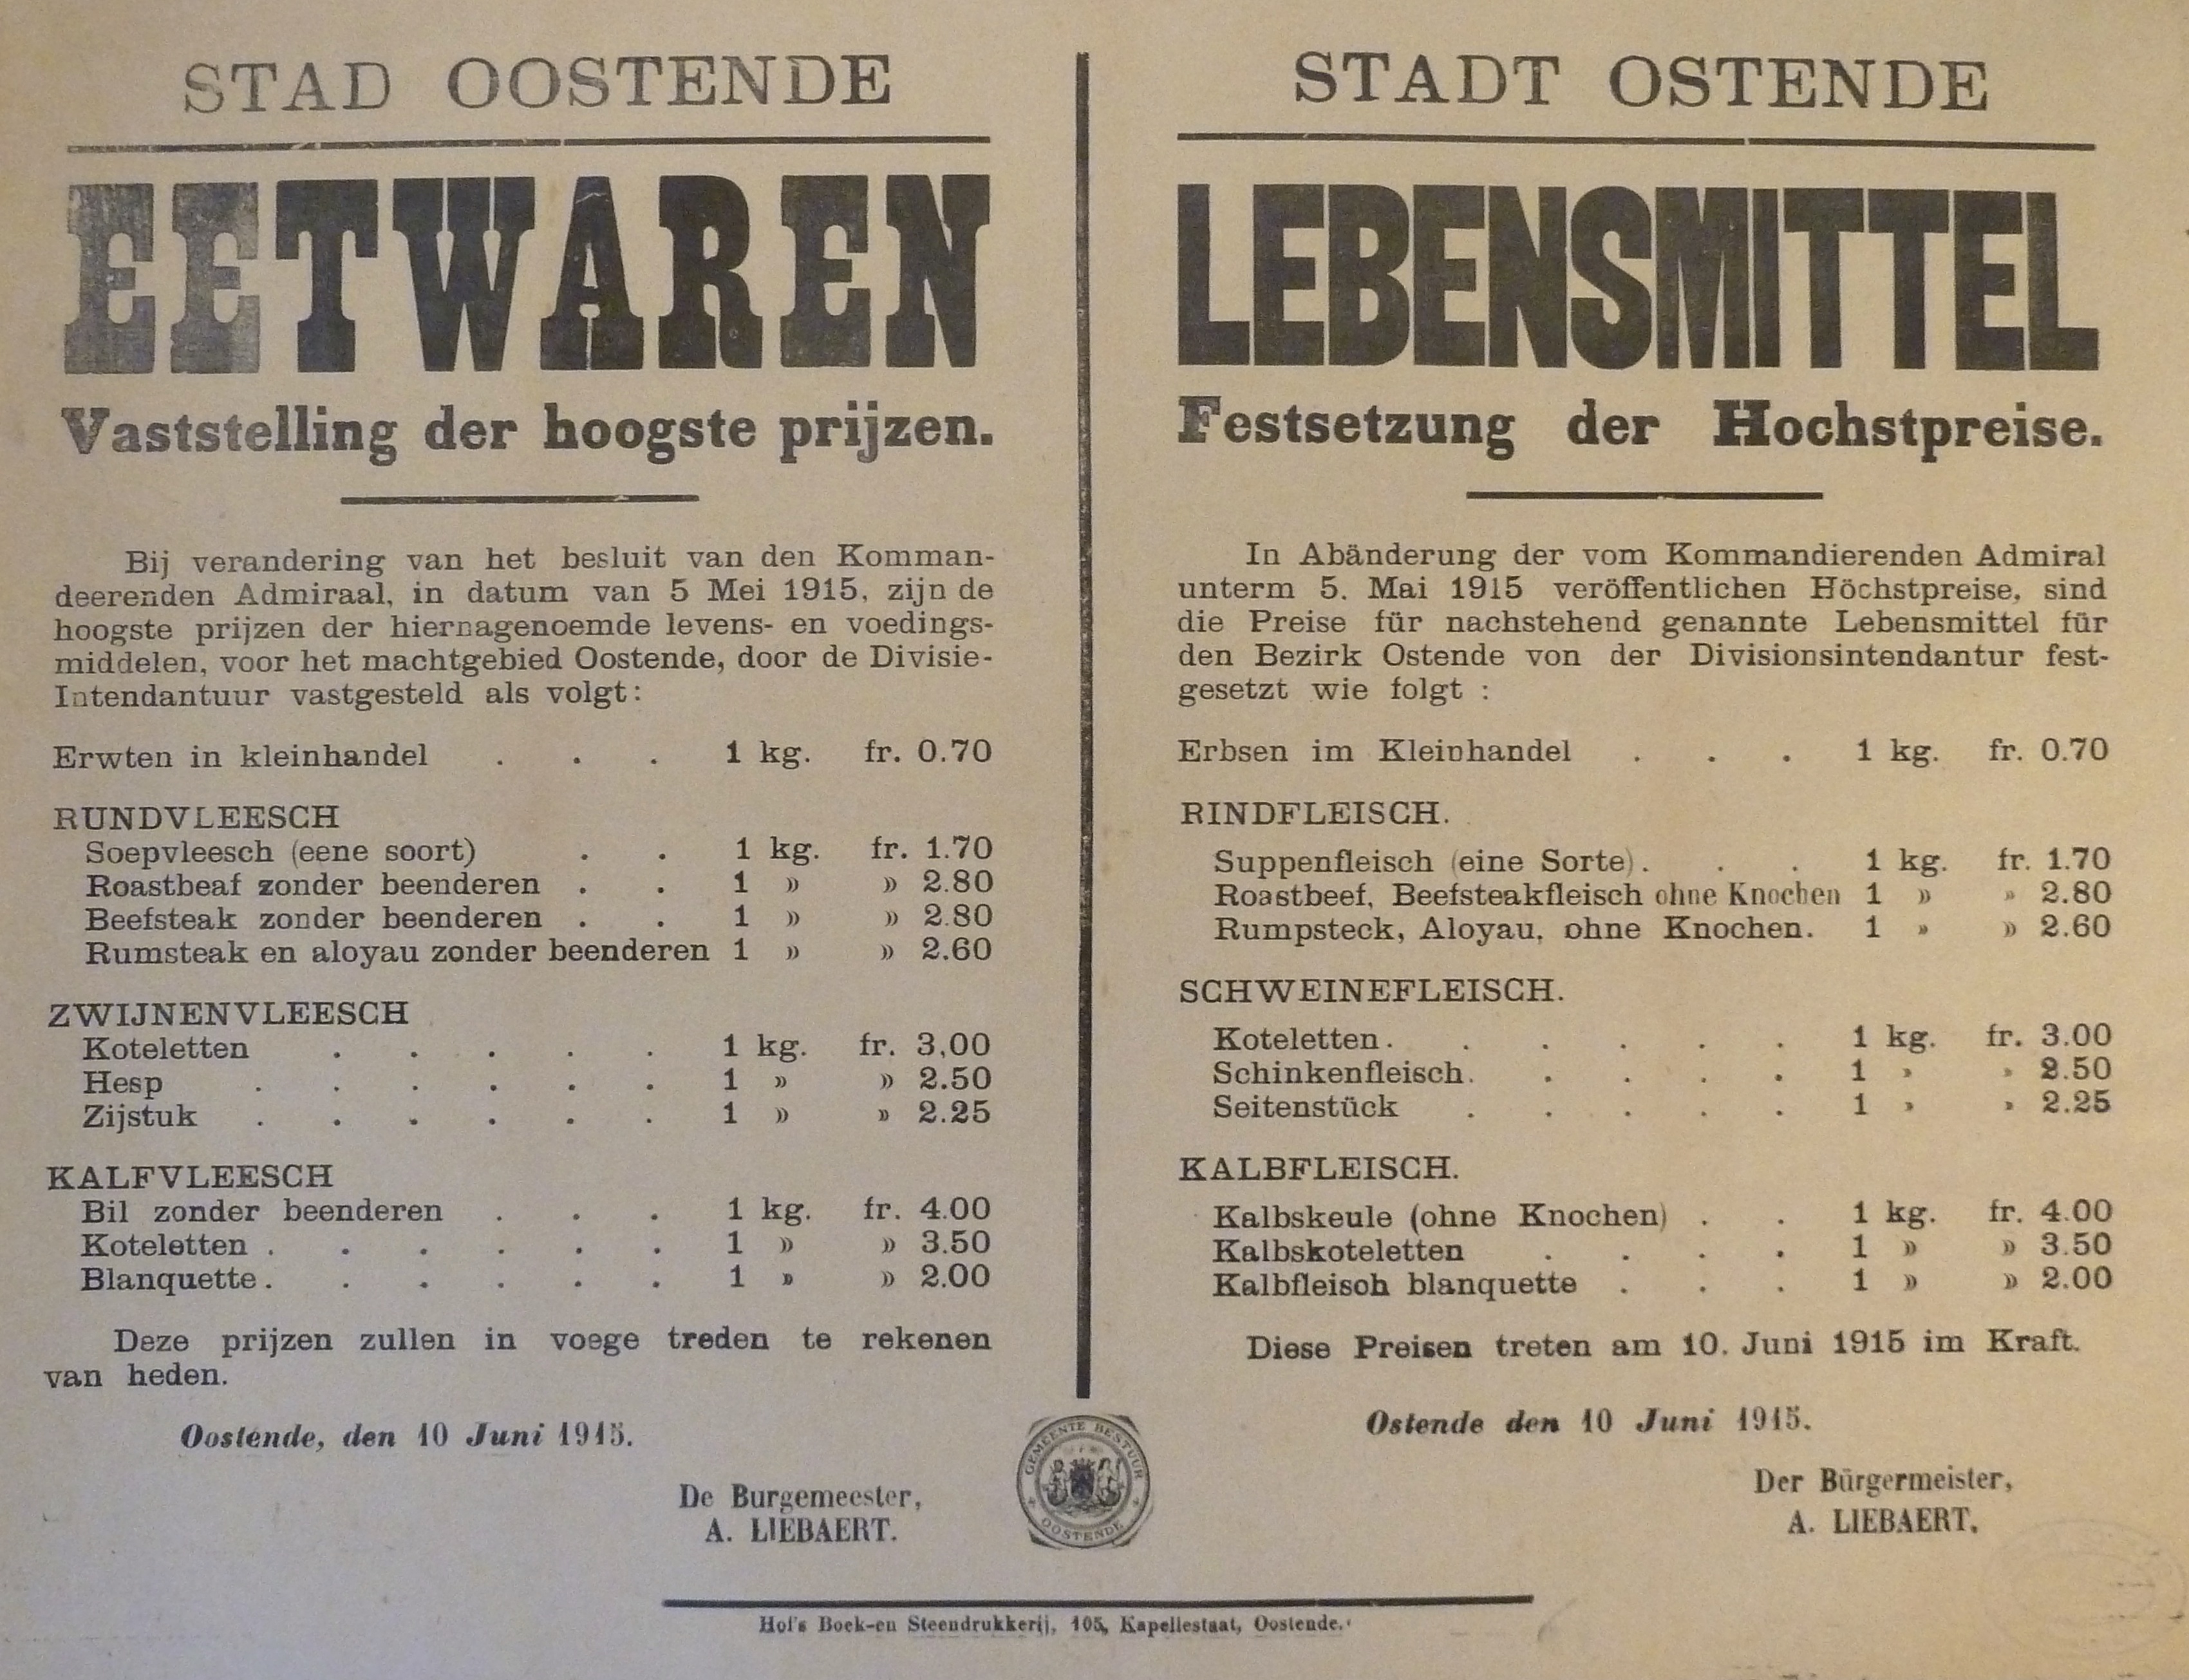 STAD OOSTENDE
EETWAREN
Vaststelling der hoogste prijzen.
Bij verandering van het besluit van den Komman-
deerenden Admiraal, in datum van 5 Mei 1915, zijn de
hoogste prijzen der hiernagenoemde levens- en voedings-
middelen, voor het machtgebied Oostende, door de Divisie-
Intendantuur vastgesteld als volgt:
Erwten in kleinhandel . . . 1 kg. fr. 0.70
RUNDVLEESCH
Soepvleesch (eene soort) . . 1 kg. fr. 1.70
Roastbeaf zonder beenderen . . 1 » » 2.80
Beefsteak zonder beenderen . . 1 » » 2.80
Rumsteak en aloyau zonder beenderen 1 » » 2.60
ZWIJNENVLEESCH
Koteletten . . . . . 1 kg. fr. 3,00
Hesp . . . . . . 1 » » 2.50
Zijstuk . . . . . . 1 » » 2.25
KALFVLEESCH
Bil zonder beenderen . . . 1 kg. fr. 4.00
Koteletten . . . . . . 1 » » 3.50
Blanquette . . . . . . 1 » » 2.00
Deze prijzen zullen in voege treden te rekenen
van heden.
Oostende, den 10 Juni 1915.
De Burgemeester,
A. LIEBAERT.
STADT OSTENDE
LEBENSMITTEL
Festsetzung der Hochstpreise.
In Abänderung der vom Kommandierenden Admiral
unterm 5. Mai 1915 veröffentlichen Höchstpreise, sind
die Preise für nachstehend genannte Lebensmittel für
den Bezirk Ostende von der Divisionsintendantur fest-
gesetzt wie folgt :
Erbsen im Kleinhandel . . . 1 kg. fr. 0.70
RINDFLEISCH.
Suppenfleisch (eine Sorte) . . . 1 kg. fr. 1.70
Roastbeef, Beefsteakfleisch ohne Knochen 1 » » 2.80
Rumpsteck, Aloyau, ohne Knochen. 1 » » 2.60
SCHWEINEFLEISCH.
Koteletten . . . . . . 1 kg. fr. 3.00
Schinkenfleisch . . . . . 1 » » 2.50
Seitenstück . . . . . 1 » » 2.25
KALBFLEISCH.
Kalbskeule (ohne Knochen) . . 1 kg. fr. 4.00
Kalbskoteletten . . . . 1 » » 3.50
Kalbfleisch blanquette . . . 1 » » 2.00
Diese Preisen treten am 10. Juni 1915 im Kraft.
Ostende den 10 Juni 1915.
Der Bürgermeister,
A. LIEBAERT.
GEMEENTE BESTUUR
OOSTENDE
Hof's Boek-en Steendrukkerij, 105, Kapellestaat, Oostende.